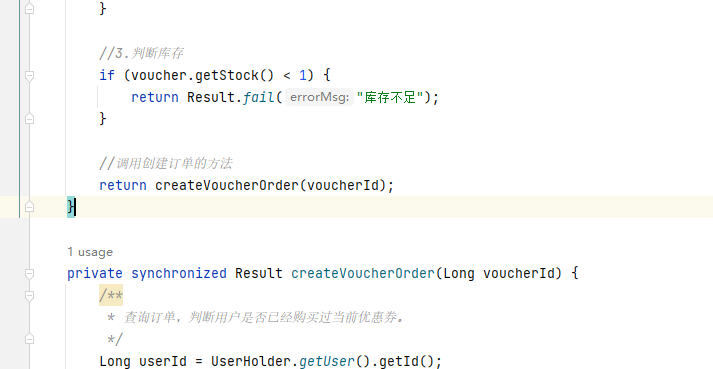 }
//3.判断库存
if (voucher.getStock() < 1) {
return Result.fail( errorMsg: "库存不足");
}
//调用创建订单的方法
return createVoucherOrder(voucherId);
}
1 usage
private synchronized Result createVoucherOrder(Long voucherId) {
/**
* 查询订单，判断用户是否已经购买过当前优惠券。
*/
Long userId = UserHolder.getUser().getId();